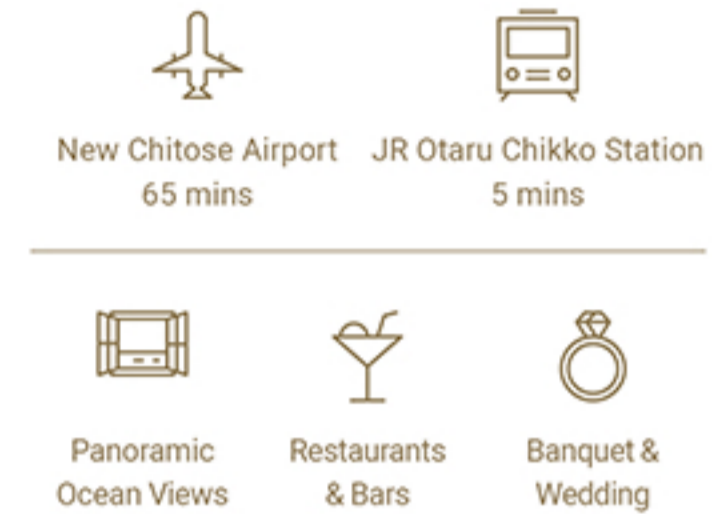 New Chitose Airport
65 mins
JR Otaru Chikko Station
5 mins
Panoramic
Ocean Views
Restaurants
& Bars
Banquet &
Wedding